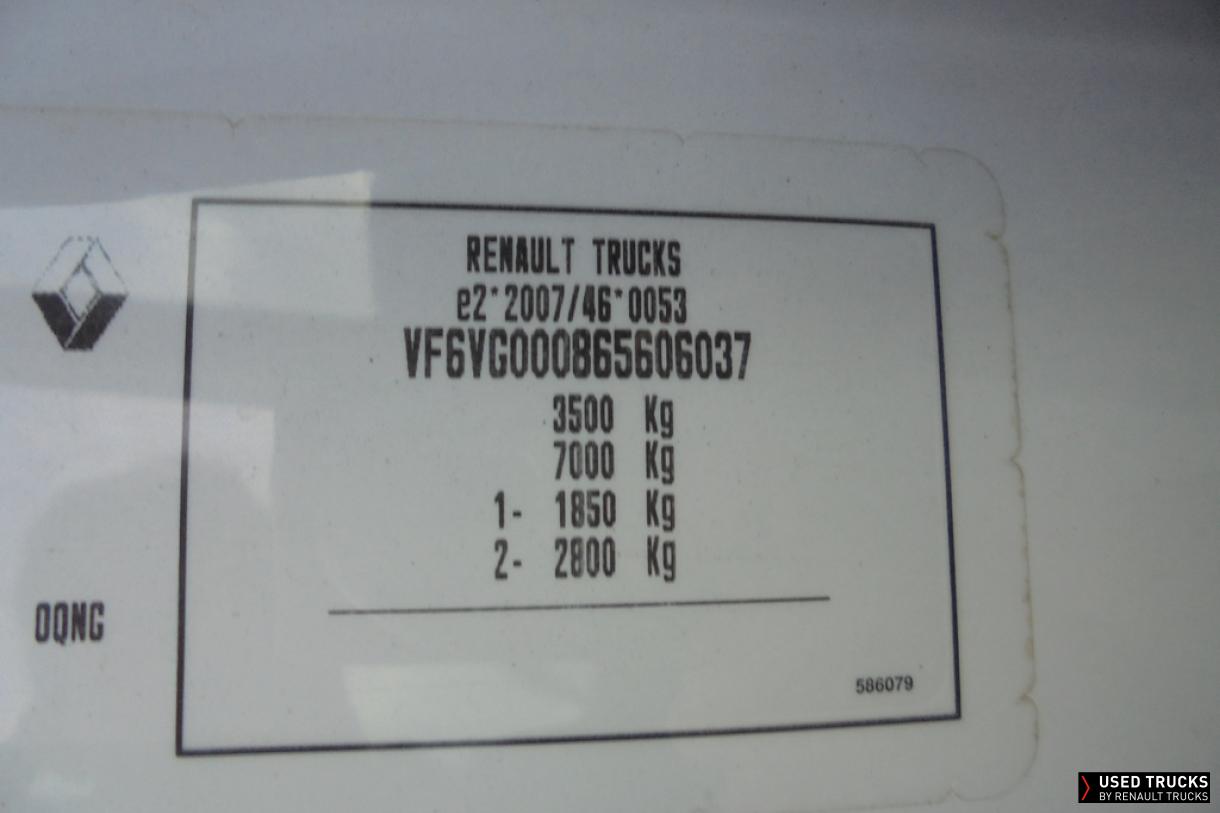 RENAULT TRUCKS
e2*2007/46*0053
VF6VG000865606037
3500 Kg
7000 Kg
1- 1850 Kg
2- 2800 Kg
0QNG
586079
USED TRUCKS
BY RENAULT TRUCKS